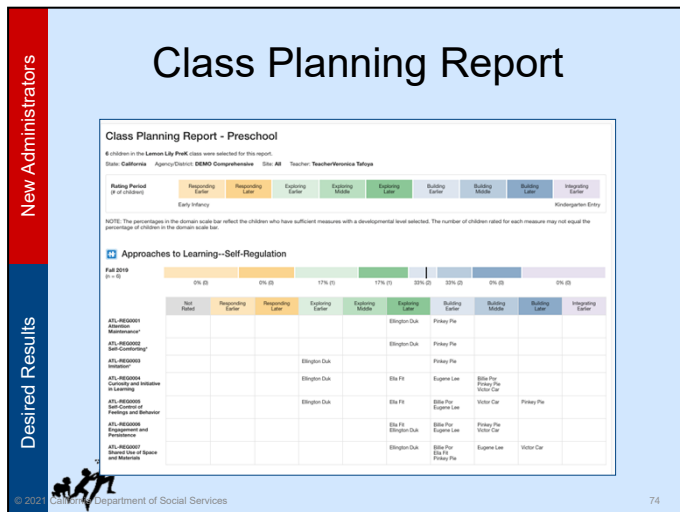 New Administrators
Desired Results
Class Planning Report
Class Planning Report - Preschool
6 children in the Lemon Lily PreK class were selected for this report.
State: California Agency/District: DEMO Comprehensive Site: All Teacher: TeacherVeronica Tafoya
Rating Period (# of children)
Responding Earlier Responding Later Exploring Earlier Exploring Middle Exploring Later Building Earlier Building Middle Building Later Integrating Earlier
Early Infancy Kindergarten Entry
NOTE: The percentages in the domain scale bar reflect the children who have sufficient measures with a developmental level selected. The number of children rated for each measure may not equal the
percentage of children in the domain scale bar.
Approaches to Learning--Self-Regulation
Fall 2019
(n = 6)
0% (0) 0% (0) 17% (1) 17% (1) 33% (2) 33% (2) 0% (0) 0% (0)
Not Rated Responding Earlier Responding Later Exploring Earlier Exploring Middle Exploring Later Building Earlier Building Middle Building Later Integrating Earlier
ATL-REG0001 Ellington Duk Pinkey Pie
Attention
Maintenance*
ATL-REG0002 Ellington Duk Pinkey Pie
Self-Comforting*
ATL-REG0003 Ellington Duk Pinkey Pie
Imitation*
ATL-REG0004 Ellington Duk Ella Fit Eugene Lee Billie Por
Curiosity and Initiative Pinkey Pie
in Learning Victor Car
ATL-REG0005 Ellington Duk Ella Fit Billie Por Victor Car Pinkey Pie
Self-Control of Eugene Lee
Feelings and Behavior
ATL-REG0006 Ella Fit Billie Por Pinkey Pie
Engagement and Ellington Duk Eugene Lee Victor Car
Persistence
ATL-REG0007 Ellington Duk Billie Por Eugene Lee Victor Car
Shared Use of Space Ella Fit
and Materials Pinkey Pie
© 2021 California Department of Social Services
74